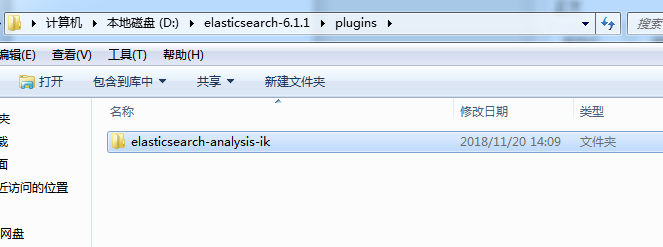 计算机 本地磁盘 (D:) elasticsearch-6.1.1 plugins 搜索
编辑(E) 查看(V) 工具(T) 帮助(H)
打开 包含到库中 共享 新建文件夹
名称 修改日期 类型
elasticsearch-analysis-ik 2018/11/20 14:09 文件夹
夹
载
面
近访问的位置
网盘